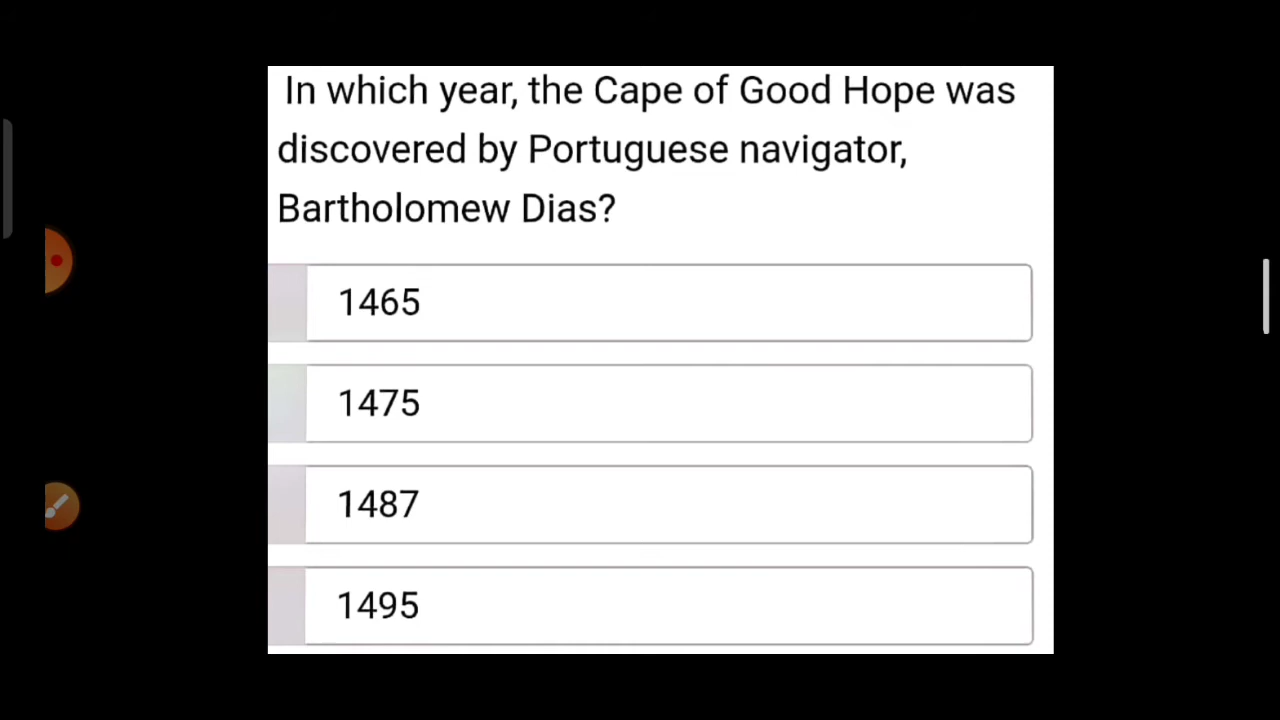 In which year, the Cape of Good Hope was
discovered by Portuguese navigator,
Bartholomew Dias?
1465
1475
1487
1495